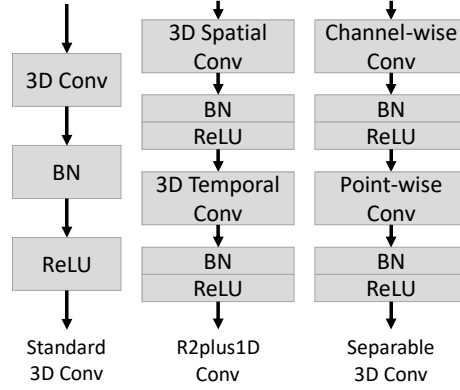 3D Conv
BN
ReLU
Standard
3D Conv
3D Spatial
Conv
BN
ReLU
3D Temporal
Conv
BN
ReLU
R2plus1D
Conv
Channel-wise
Conv
BN
ReLU
Point-wise
Conv
BN
ReLU
Separable
3D Conv